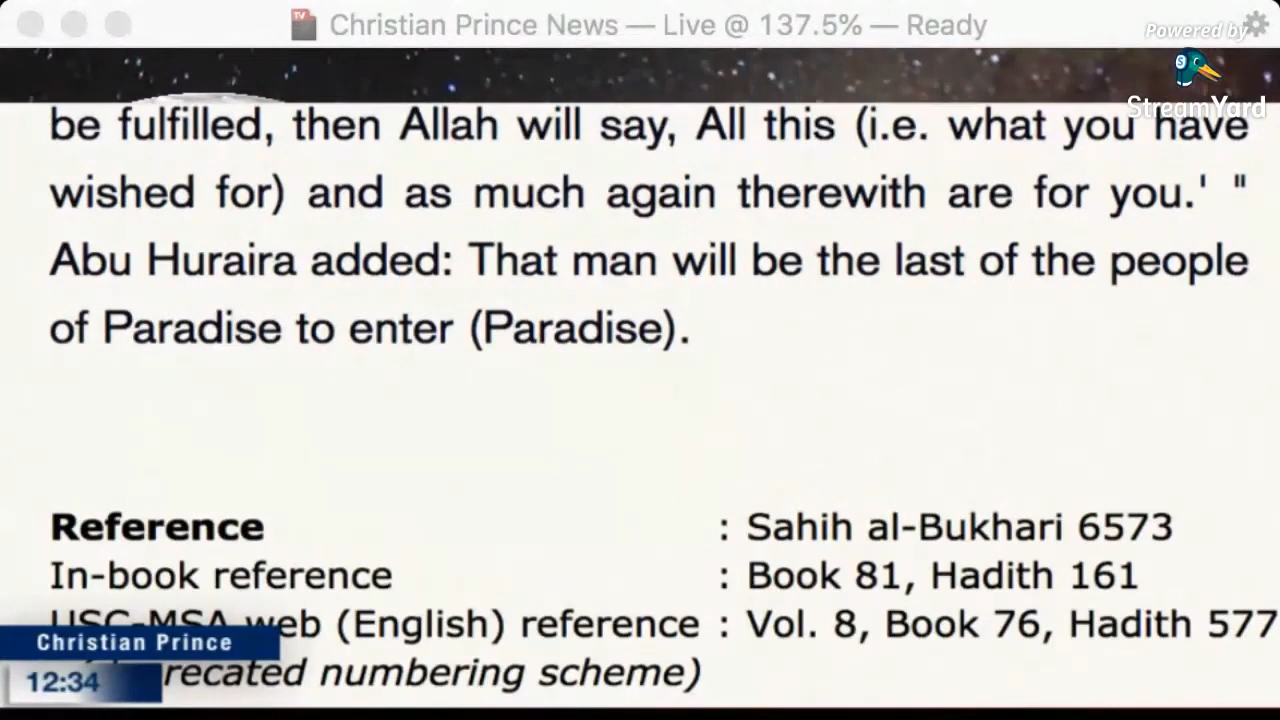 Christian Prince News — Live @ 137.5% — Ready
Powered by
StreamYard
be fulfilled, then Allah will say, All this (i.e. what you have
wished for) and as much again therewith are for you.' "
Abu Huraira added: That man will be the last of the people
of Paradise to enter (Paradise).
Reference : Sahih al-Bukhari 6573
In-book reference : Book 81, Hadith 161
USC-MSA web (English) reference : Vol. 8, Book 76, Hadith 577
recated numbering scheme)
Christian Prince
12:34